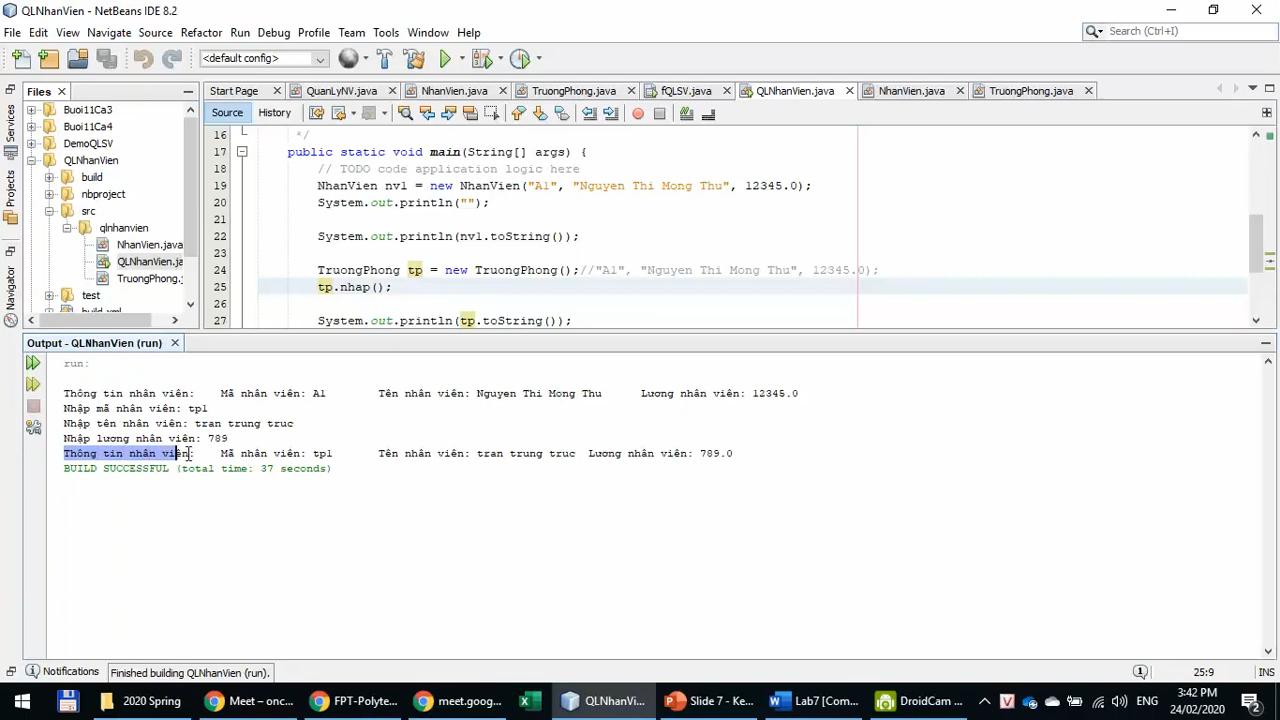 QLNhanVien - NetBeans IDE 8.2
File Edit View Navigate Source Refactor Run Debug Profile Team Tools Window Help
Search (Ctrl+I)
<default config>
Files
Start Page QuanLyNV.java NhanVien.java TruongPhong.java fQLSV.java QLNhanVien.java NhanVien.java TruongPhong.java
Source History
Services
Projects
Navigator
Buoi11Ca3
Buoi11Ca4
DemoQLSV
QLNhanVien
build
nbproject
src
qlnhanvien
NhanVien.java
QLNhanVien.ja
TruongPhong.
test
16 */
17 public static void main(String[] args) {
18 // TODO code application logic here
19 NhanVien nv1 = new NhanVien("A1", "Nguyen Thi Mong Thu", 12345.0);
20 System.out.println("");
21
22 System.out.println(nv1.toString());
23
24 TruongPhong tp = new TruongPhong();//"A1", "Nguyen Thi Mong Thu", 12345.0);
25 tp.nhap();
26
27 System.out.println(tp.toString());
Output - QLNhanVien (run)
run:
Thông tin nhân viên: Mã nhân viên: A1 Tên nhân viên: Nguyen Thi Mong Thu Lương nhân viên: 12345.0
Nhập mã nhân viên: tp1
Nhập tên nhân viên: tran trung truc
Nhập lương nhân viên: 789
Thông tin nhân viên: Mã nhân viên: tp1 Tên nhân viên: tran trung truc Lương nhân viên: 789.0
BUILD SUCCESSFUL (total time: 37 seconds)
Notifications Finished building QLNhanVien (run). 1 25:9 INS
2020 Spring Meet – onc... FPT-Polyte... meet.goog... QLNhanVi... Slide 7 - Ke... Lab7 [Com... DroidCam ... ENG 3:42 PM
24/02/2020 2